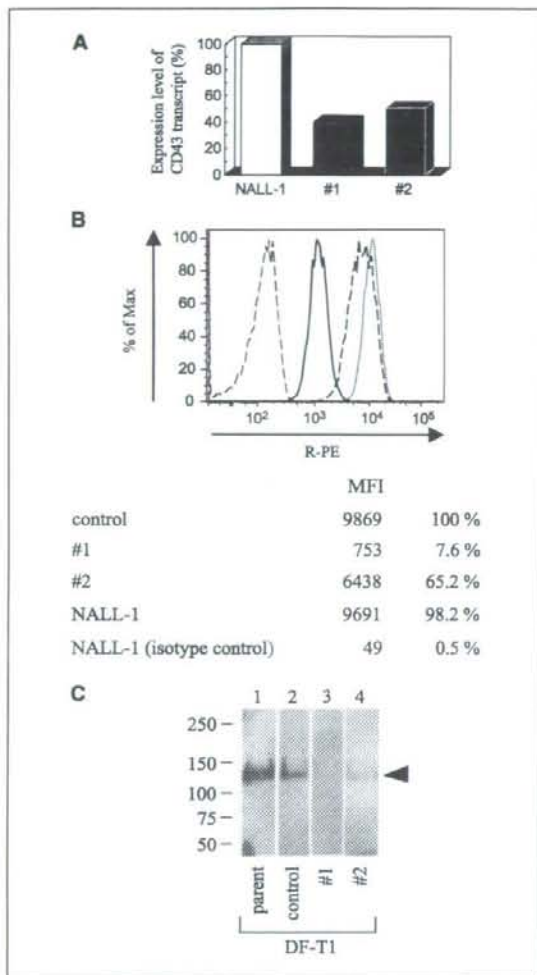 A
Expression level of
CD43 transcript (%)
100
80
60
40
20
0
NALL-1 #1 #2
B
% of Max
100
80
60
40
20
0
10² 10³ 10⁴ 10⁵
R-PE
MFI
control 9869 100 %
#1 753 7.6 %
#2 6438 65.2 %
NALL-1 9691 98.2 %
NALL-1 (isotype control) 49 0.5 %
C
1 2 3 4
250
150
100
75
50
parent control #1 #2
DF-T1